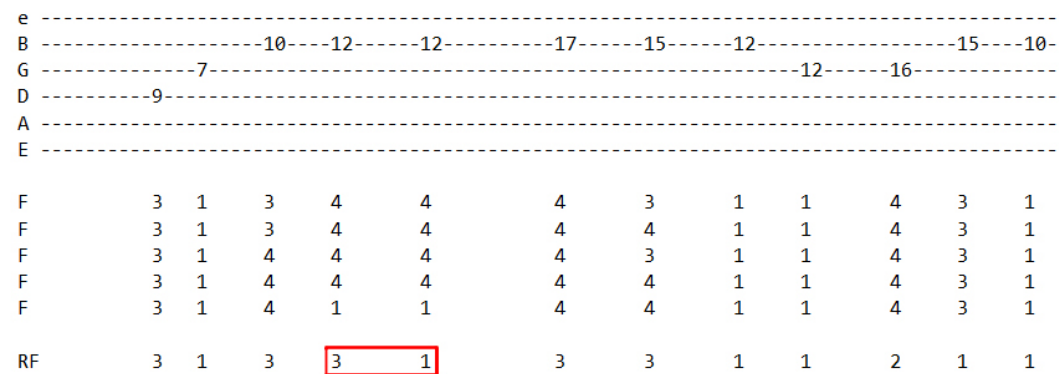 e -------------------------------------------------------------------------------------------
B --------------------10----12------12----------17------15------12------------------15----10-
G --------------7-----------------------------------------------------12------16-------------
D ----------9--------------------------------------------------------------------------------
A -------------------------------------------------------------------------------------------
E -------------------------------------------------------------------------------------------
F 3 1 3 4 4 4 3 1 1 4 3 1
F 3 1 3 4 4 4 4 1 1 4 3 1
F 3 1 4 4 4 4 3 1 1 4 3 1
F 3 1 4 4 4 4 4 1 1 4 3 1
F 3 1 4 1 1 4 4 1 1 4 3 1
RF 3 1 3 3 1 3 3 1 1 2 1 1